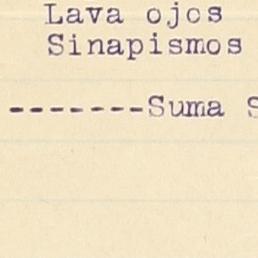 Lava ojos
Sinapismos
-------Suma S